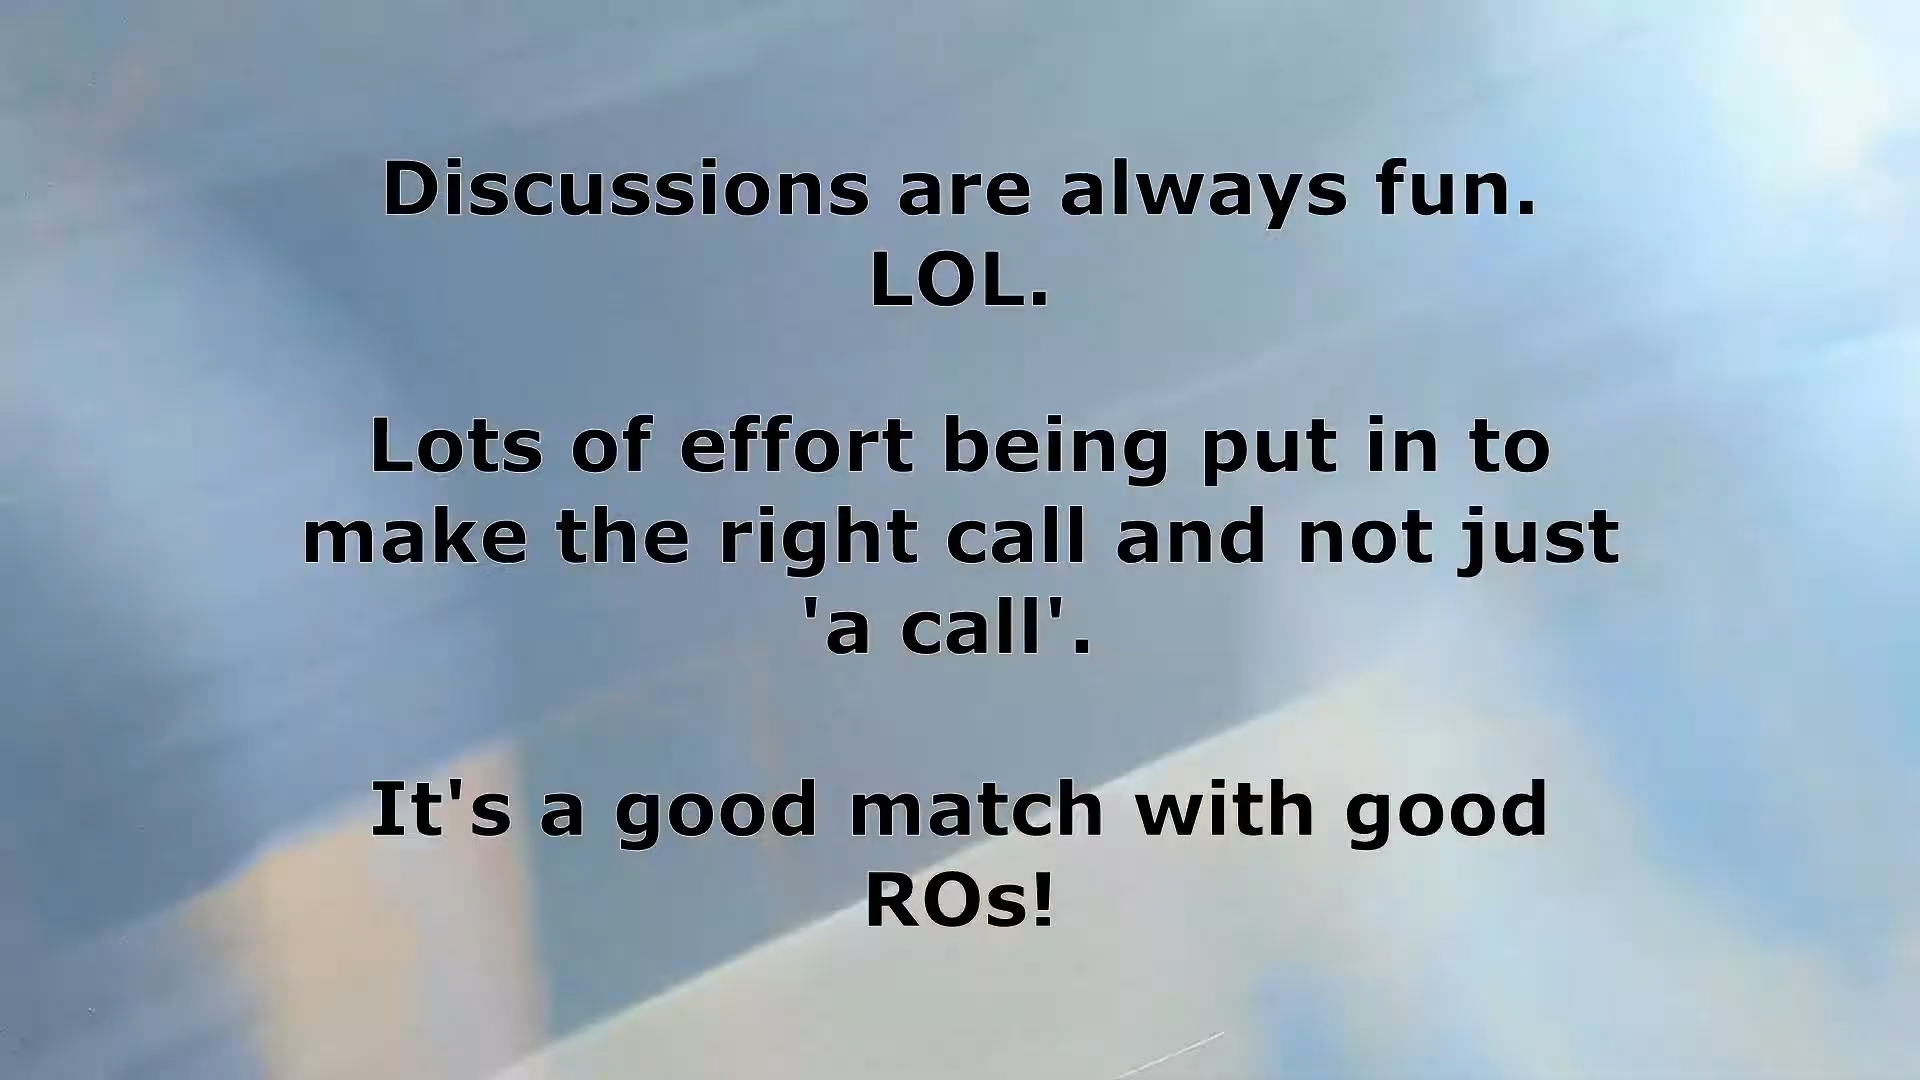 Discussions are always fun.
LOL.
Lots of effort being put in to
make the right call and not just
'a call'.
It's a good match with good
ROs!